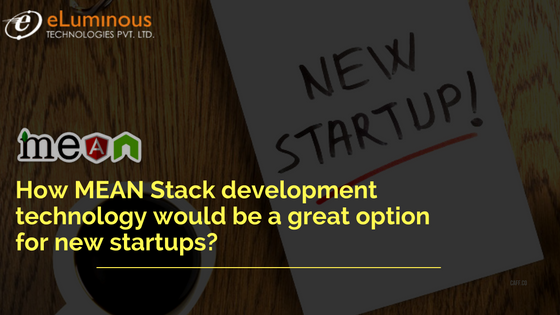 eLuminous
TECHNOLOGIES PVT. LTD.
NEW
STARTUP!
mean
How MEAN Stack development
technology would be a great option
for new startups?